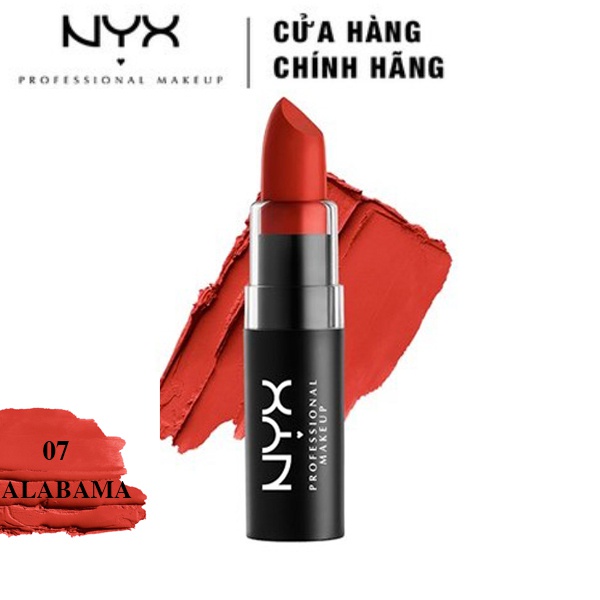 NYX
PROFESSIONAL MAKEUP
CỬA HÀNG
CHÍNH HÃNG
NYX
PROFESSIONAL
MAKEUP
07
ALABAMA